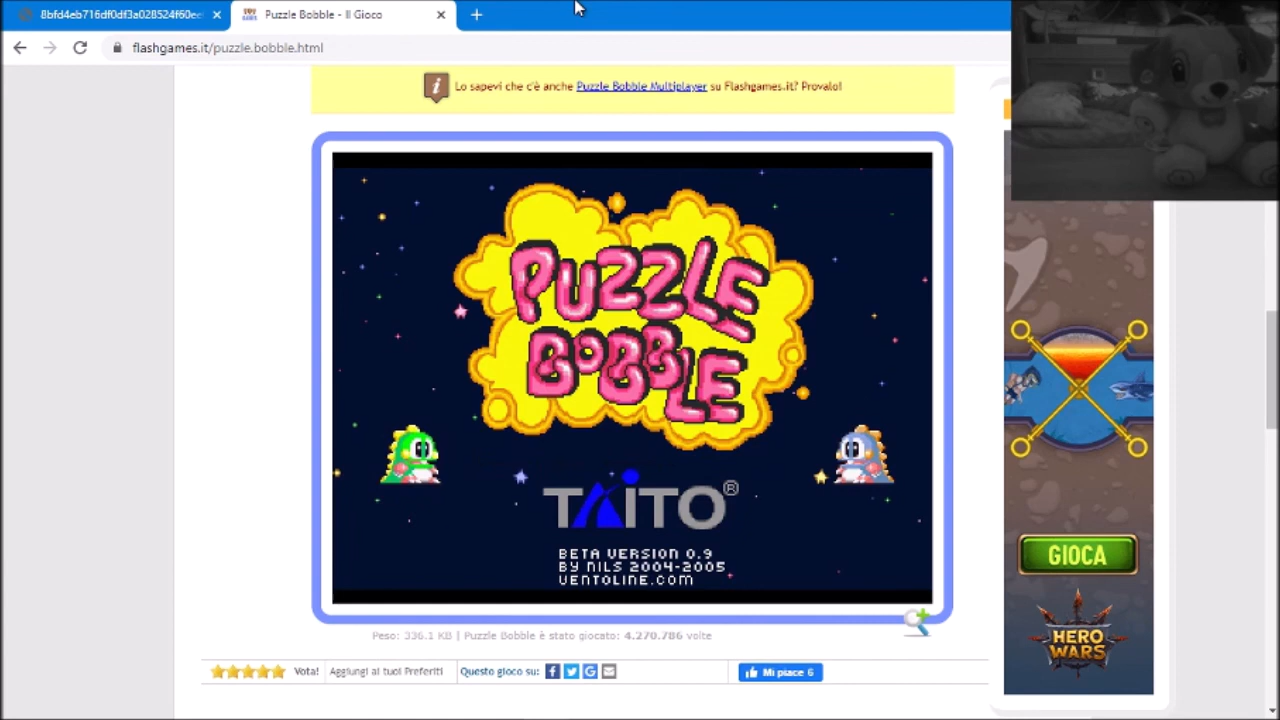 8bfd4eb716df0df3a028524f60ee
Puzzle Bobble - Il Gioco
flashgames.it/puzzle.bobble.html
Lo sapevi che c'è anche Puzzle Bobble Multiplayer su Flashgames.it? Provalo!
PUZZLE
BOBBLE
TAITO®
BETA VERSION 0.9
BY NILS 2004-2005
VENTOLINE.COM
GIOCA
HERO
WARS
Peso: 336.1 KB | Puzzle Bobble è stato giocato: 4.270.786 volte
Vota! Aggiungi ai tuoi Preferiti Questo gioco su: Mi piace 6